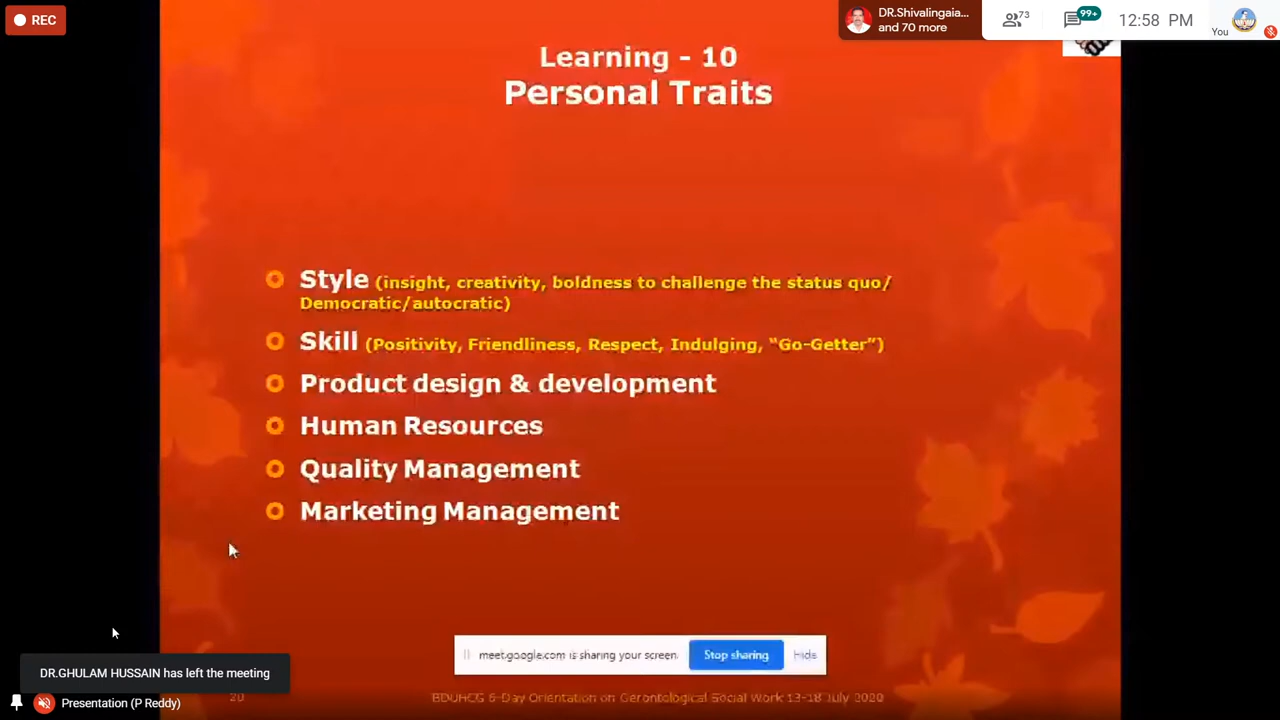 REC
DR.Shivalingaia...
and 70 more
73
99+
12:58 PM
You
Learning - 10
Personal Traits
Style (insight, creativity, boldness to challenge the status quo/
Democratic/autocratic)
Skill (Positivity, Friendliness, Respect, Indulging, “Go-Getter”)
Product design & development
Human Resources
Quality Management
Marketing Management
meet.google.com is sharing your screen.
Stop sharing
Hide
DR.GHULAM HUSSAIN has left the meeting
Presentation (P Reddy)
20
BDUHCG 6-Day Orientation on Gerontological Social Work 13-18 July 2020